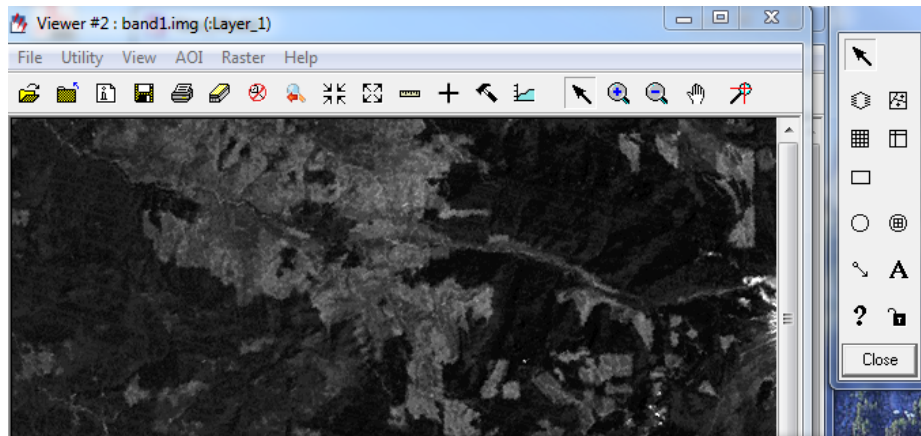 Viewer #2 : band1.img (:Layer_1)
File Utility View AOI Raster Help
A
?
Close